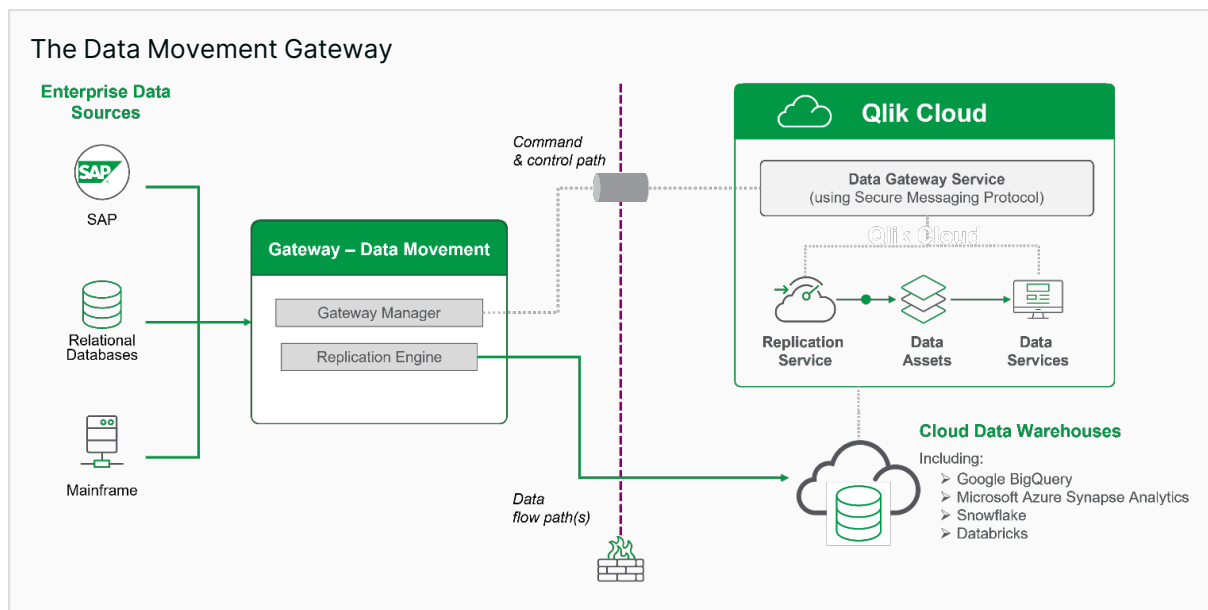 The Data Movement Gateway
Enterprise Data
Sources
SAP
SAP
Relational
Databases
Mainframe
Gateway – Data Movement
Gateway Manager
Replication Engine
Command
& control path
Data
flow path(s)
Qlik Cloud
Data Gateway Service
(using Secure Messaging Protocol)
Qlik Cloud
Replication
Service
Data
Assets
Data
Services
Cloud Data Warehouses
Including:
➢ Google BigQuery
➢ Microsoft Azure Synapse Analytics
➢ Snowflake
➢ Databricks